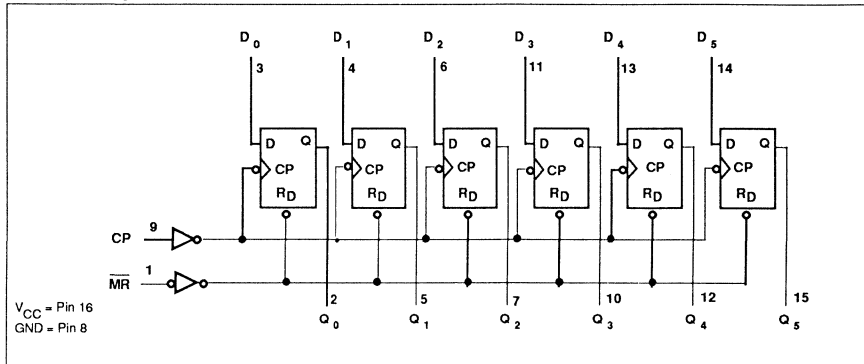 D0 D1 D2 D3 D4 D5
3 4 6 11 13 14
D Q D Q D Q D Q D Q D Q
CP CP CP CP CP CP
RD RD RD RD RD RD
CP 9
MR 1
2 5 7 10 12 15
Q0 Q1 Q2 Q3 Q4 Q5
VCC = Pin 16
GND = Pin 8